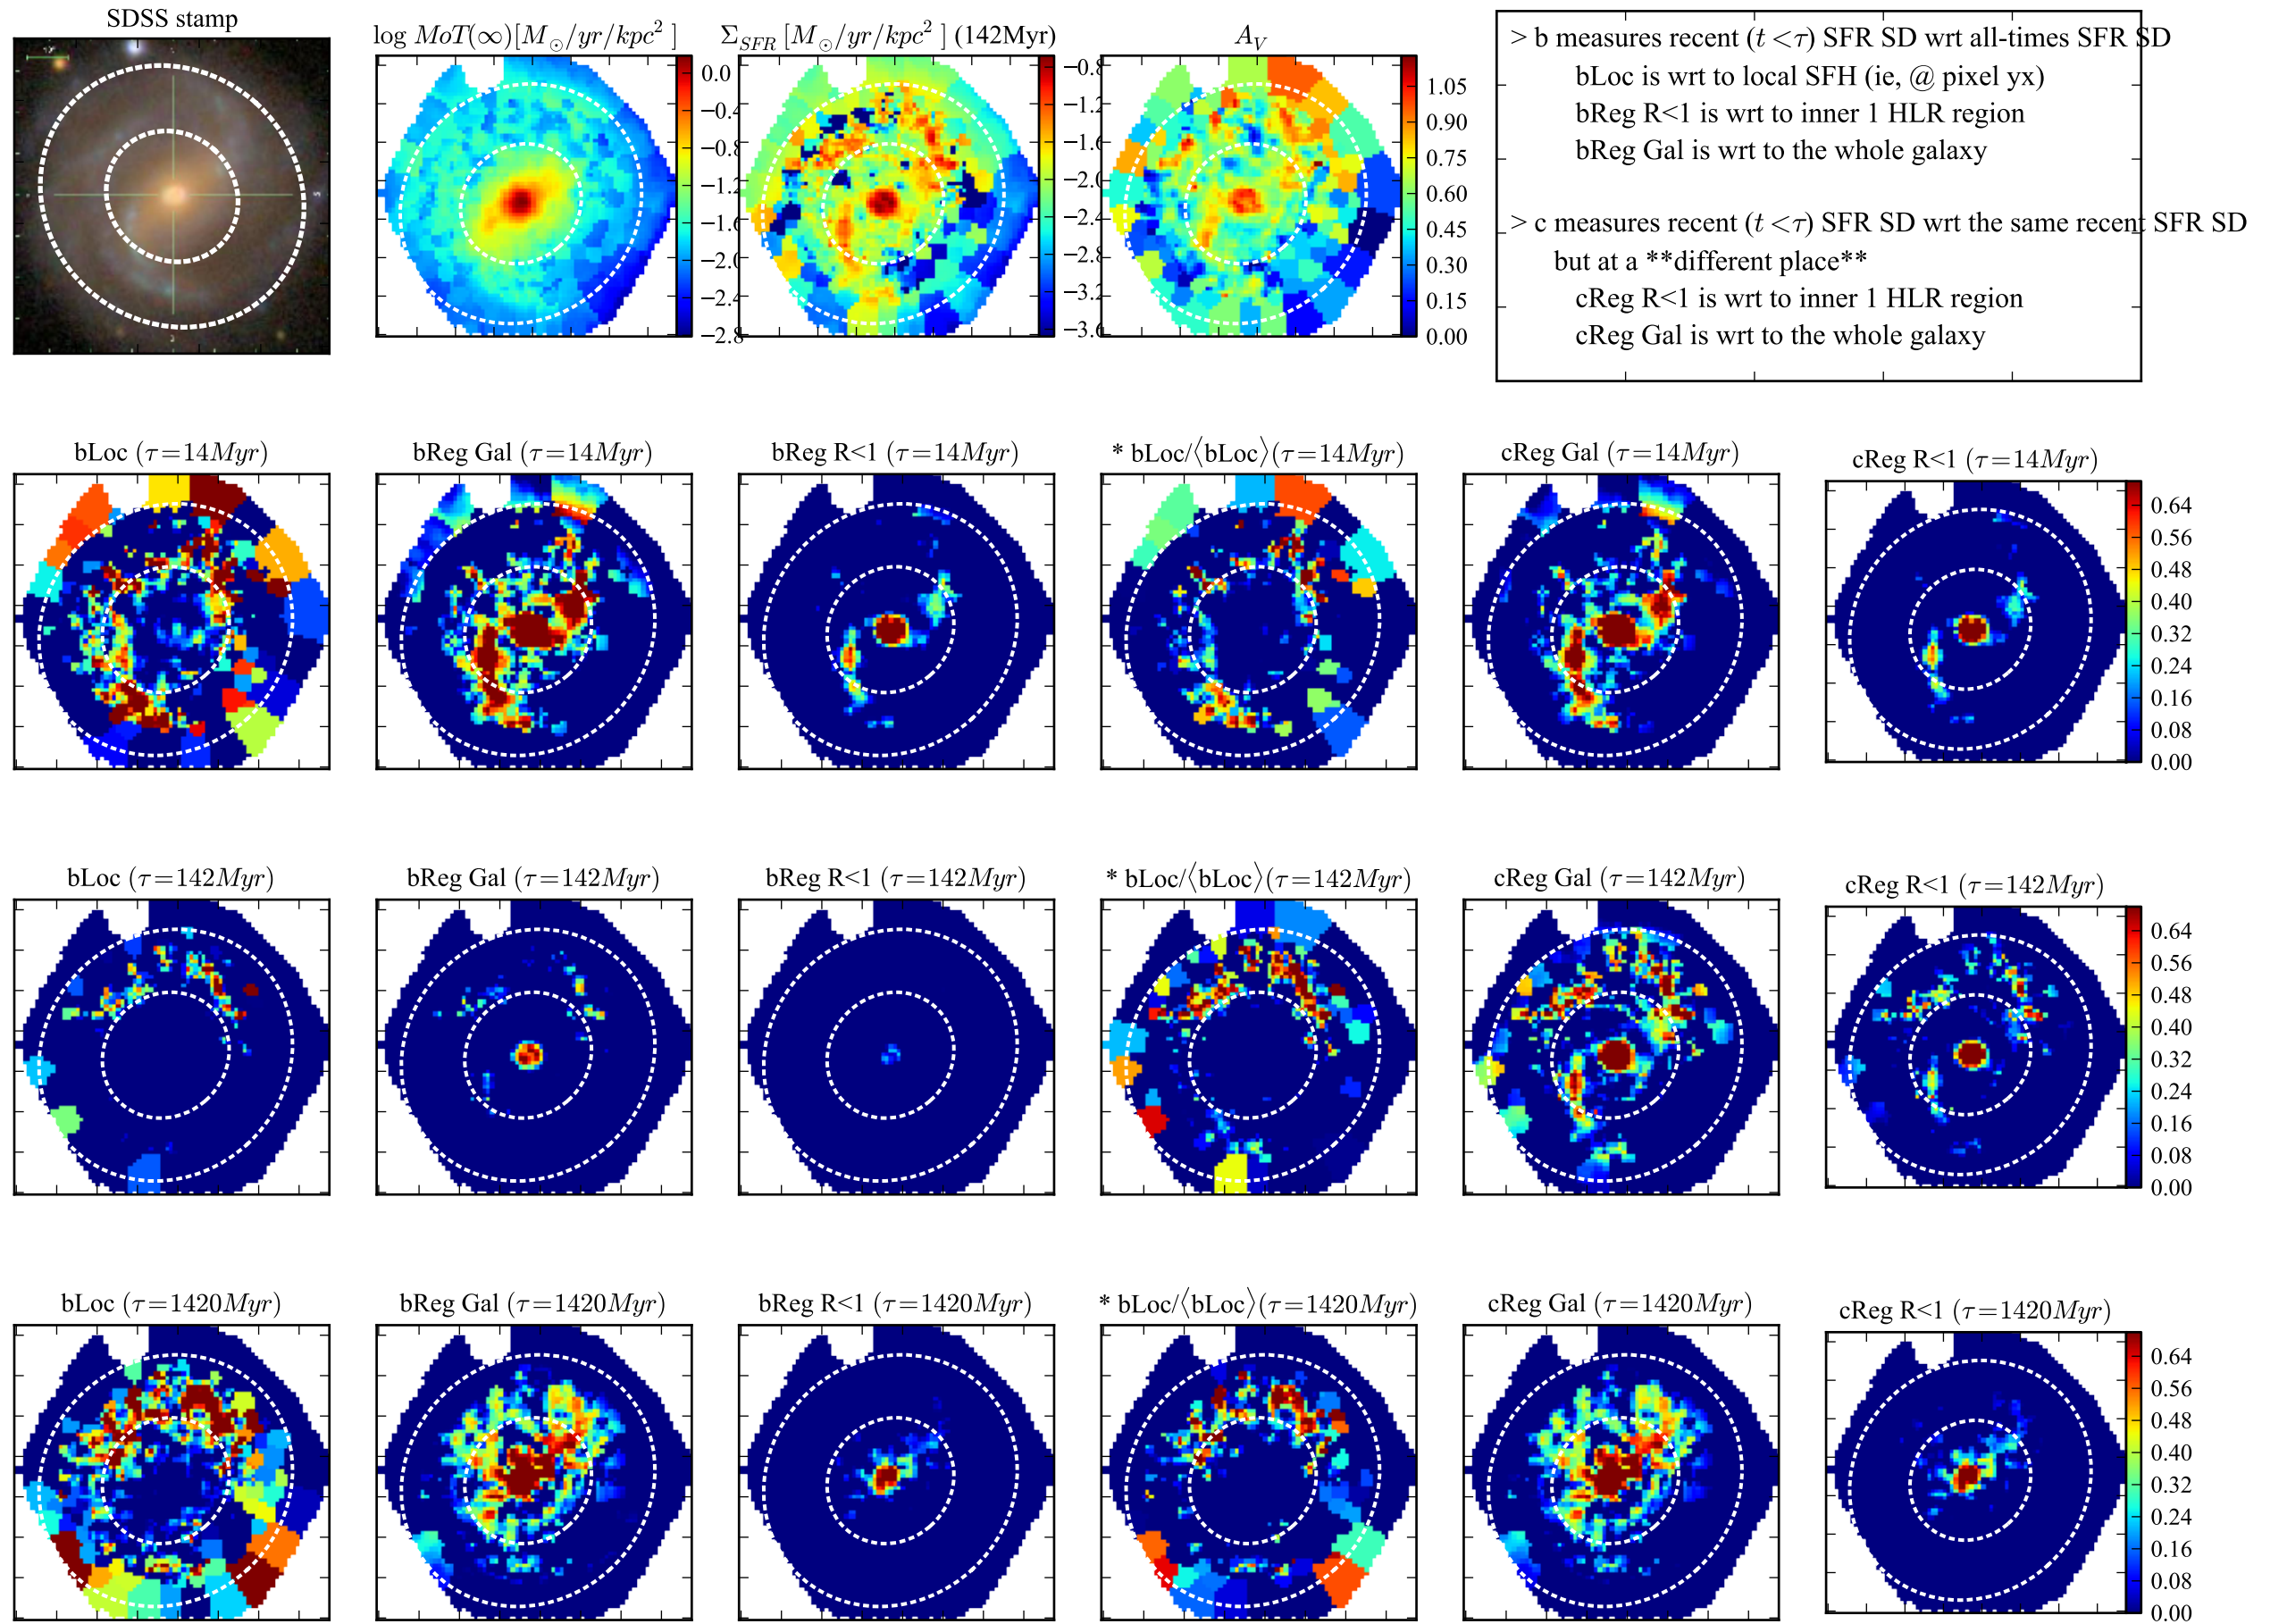 SDSS stamp
log MoT(∞)[M⊙/yr/kpc² ]
Σ_SFR [M⊙/yr/kpc² ] (142Myr)
A_V
0.0
−0.4
−0.8
−1.2
−1.6
−2.0
−2.4
−2.8
−0.8
−1.2
−1.6
−2.0
−2.4
−2.8
−3.2
−3.6
1.05
0.90
0.75
0.60
0.45
0.30
0.15
0.00
> b measures recent (t <τ) SFR SD wrt all-times SFR SD
bLoc is wrt to local SFH (ie, @ pixel yx)
bReg R<1 is wrt to inner 1 HLR region
bReg Gal is wrt to the whole galaxy
> c measures recent (t <τ) SFR SD wrt the same recent SFR SD
but at a **different place**
cReg R<1 is wrt to inner 1 HLR region
cReg Gal is wrt to the whole galaxy
bLoc (τ=14Myr)
bReg Gal (τ=14Myr)
bReg R<1 (τ=14Myr)
* bLoc/⟨bLoc⟩(τ=14Myr)
cReg Gal (τ=14Myr)
cReg R<1 (τ=14Myr)
0.64
0.56
0.48
0.40
0.32
0.24
0.16
0.08
0.00
bLoc (τ=142Myr)
bReg Gal (τ=142Myr)
bReg R<1 (τ=142Myr)
* bLoc/⟨bLoc⟩(τ=142Myr)
cReg Gal (τ=142Myr)
cReg R<1 (τ=142Myr)
0.64
0.56
0.48
0.40
0.32
0.24
0.16
0.08
0.00
bLoc (τ=1420Myr)
bReg Gal (τ=1420Myr)
bReg R<1 (τ=1420Myr)
* bLoc/⟨bLoc⟩(τ=1420Myr)
cReg Gal (τ=1420Myr)
cReg R<1 (τ=1420Myr)
0.64
0.56
0.48
0.40
0.32
0.24
0.16
0.08
0.00